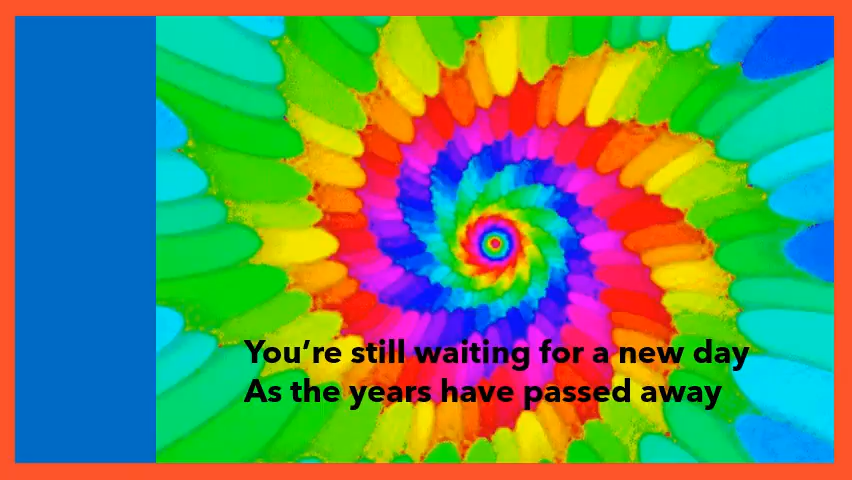 You’re still waiting for a new day
As the years have passed away